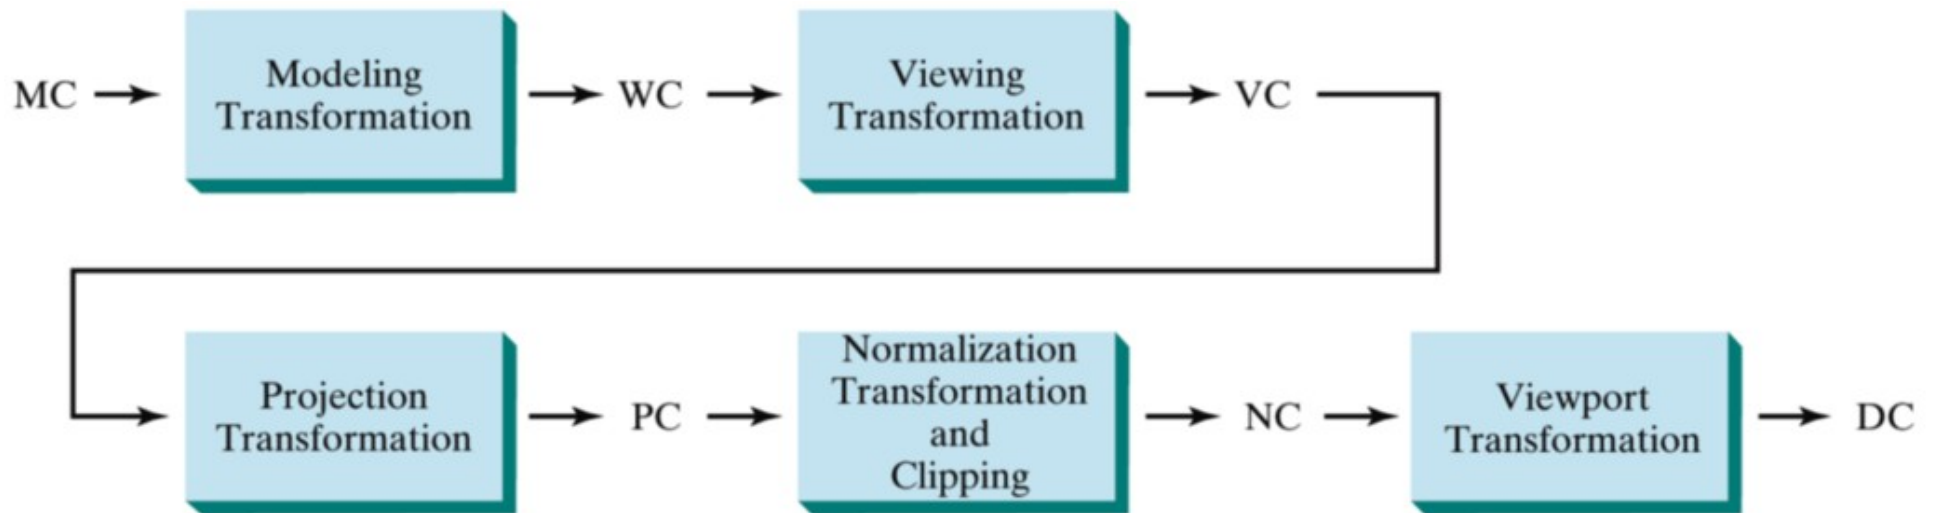 MC
Modeling
Transformation
WC
Viewing
Transformation
VC
Projection
Transformation
PC
Normalization
Transformation
and
Clipping
NC
Viewport
Transformation
DC